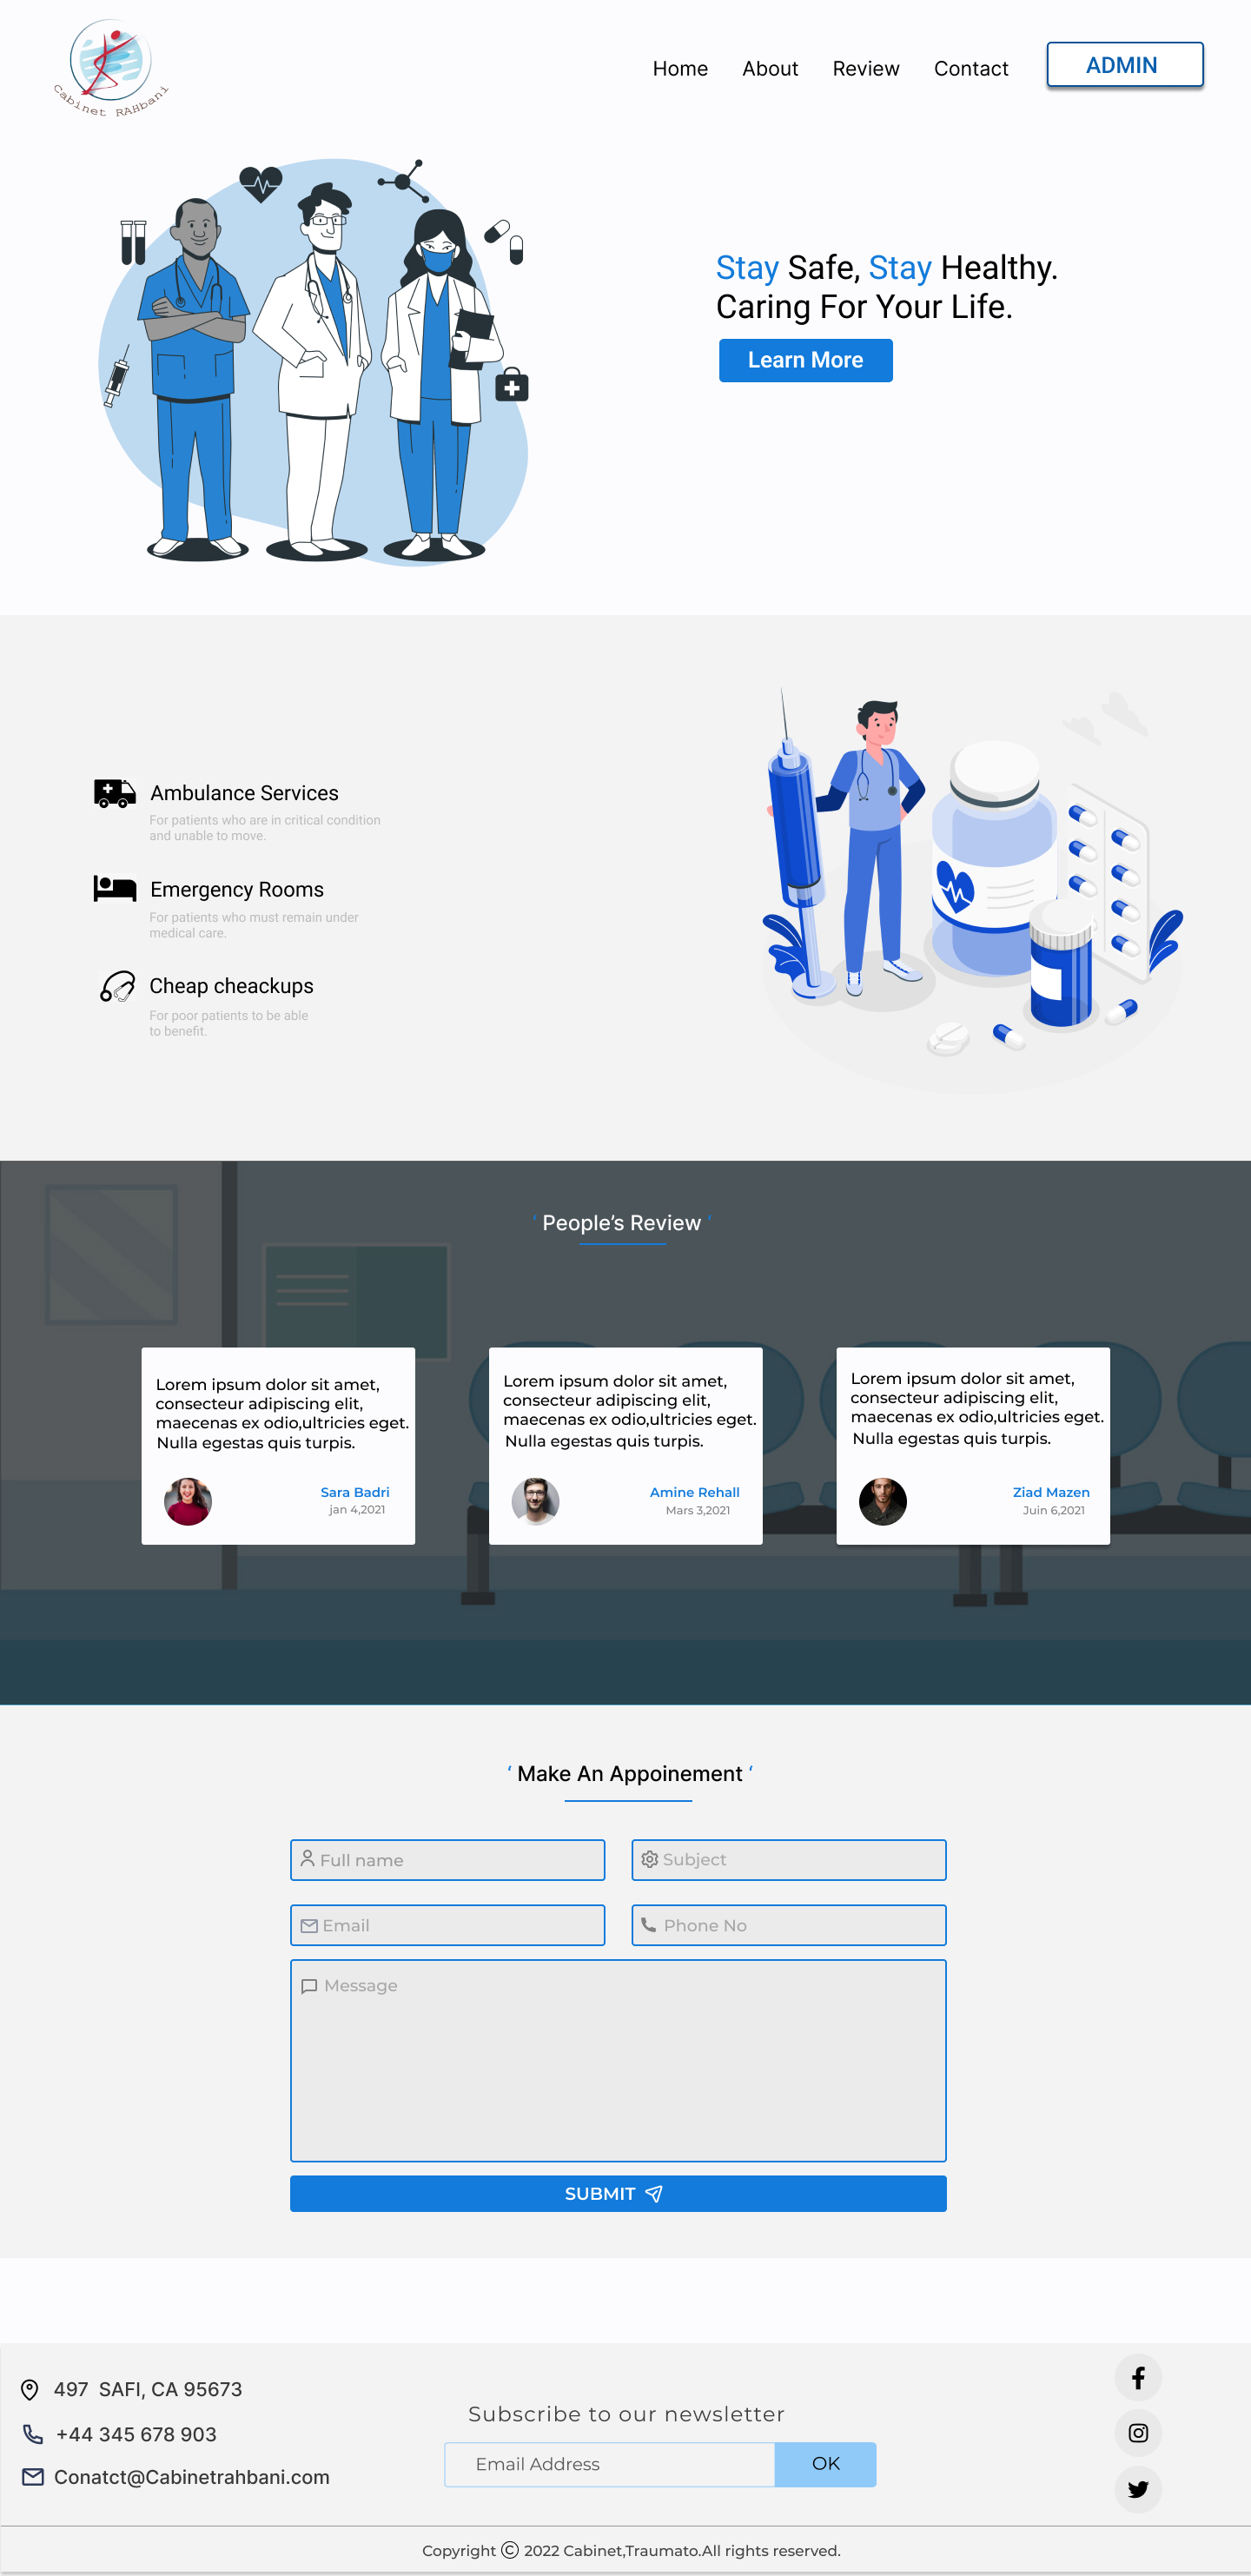 Cabinet RAHbani
Home About Review Contact ADMIN
Stay Safe, Stay Healthy.
Caring For Your Life.
Learn More
Ambulance Services
For patients who are in critical condition
and unable to move.
Emergency Rooms
For patients who must remain under
medical care.
Cheap cheackups
For poor patients to be able
to benefit.
‘ People’s Review ‘
Lorem ipsum dolor sit amet,
consecteur adipiscing elit,
maecenas ex odio,ultricies eget.
Nulla egestas quis turpis.
Sara Badri
jan 4,2021
Lorem ipsum dolor sit amet,
consecteur adipiscing elit,
maecenas ex odio,ultricies eget.
Nulla egestas quis turpis.
Amine Rehall
Mars 3,2021
Lorem ipsum dolor sit amet,
consecteur adipiscing elit,
maecenas ex odio,ultricies eget.
Nulla egestas quis turpis.
Ziad Mazen
Juin 6,2021
‘ Make An Appoinement ‘
Full name
Subject
Email
Phone No
Message
SUBMIT
497 SAFI, CA 95673
+44 345 678 903
Conatct@Cabinetrahbani.com
Subscribe to our newsletter
Email Address
OK
Copyright © 2022 Cabinet,Traumato.All rights reserved.